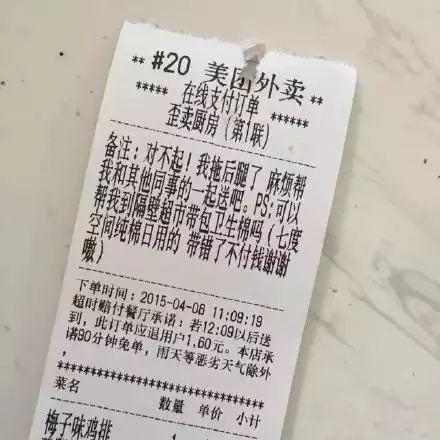 ** #20 美团外卖 **
***** 在线支付订单 ******
歪卖厨房(第1联)
备注:对不起!我拖后腿了 麻烦帮
我和其他同事的一起送吧。PS:可以
帮我到隔壁超市带包卫生棉吗(七度
空间纯棉日用的 带错了不付钱谢谢
嗷)
******************************
下单时间:2015-04-06 11:09:19
超时赔付餐厅承诺:若12:09以后送
到,此订单应退用户1.60元。本店承
诺90分钟免单,雨天等恶劣天气除外
,
******************************
菜名 数量 单价 小计
梅子味鸡排